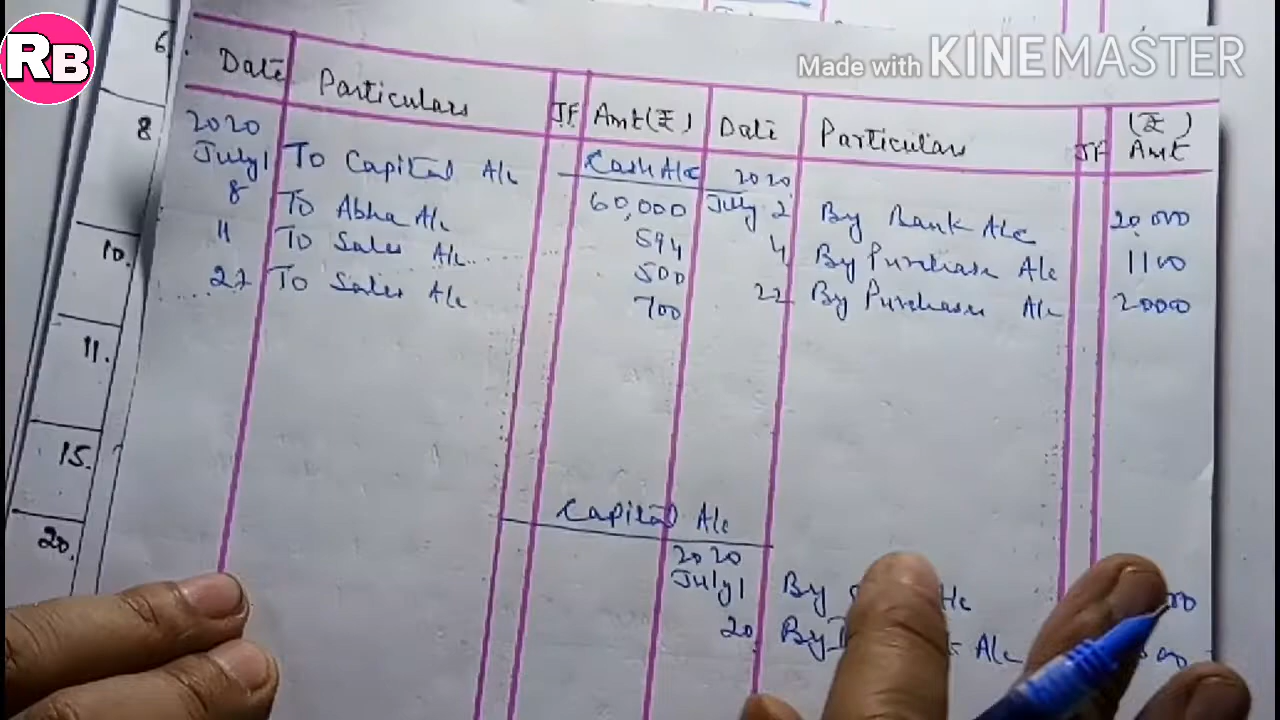 RB
Made with KINEMASTER
6.
8
10.
11.
15.
20.
Date Particulars JF Amt(₹) Date Particulars JF (₹) Amt
Cash A/c
2020 2020
July 1 To Capital A/c 60,000 July 2 By Bank A/c 20,000
8 To Abha A/c 594 4 By Purchase A/c 1100
11 To Sales A/c 500 22 By Purchase A/c 20000
27 To Sales A/c 700
Capital A/c
2020
July 1 By A/c
20. By A/c